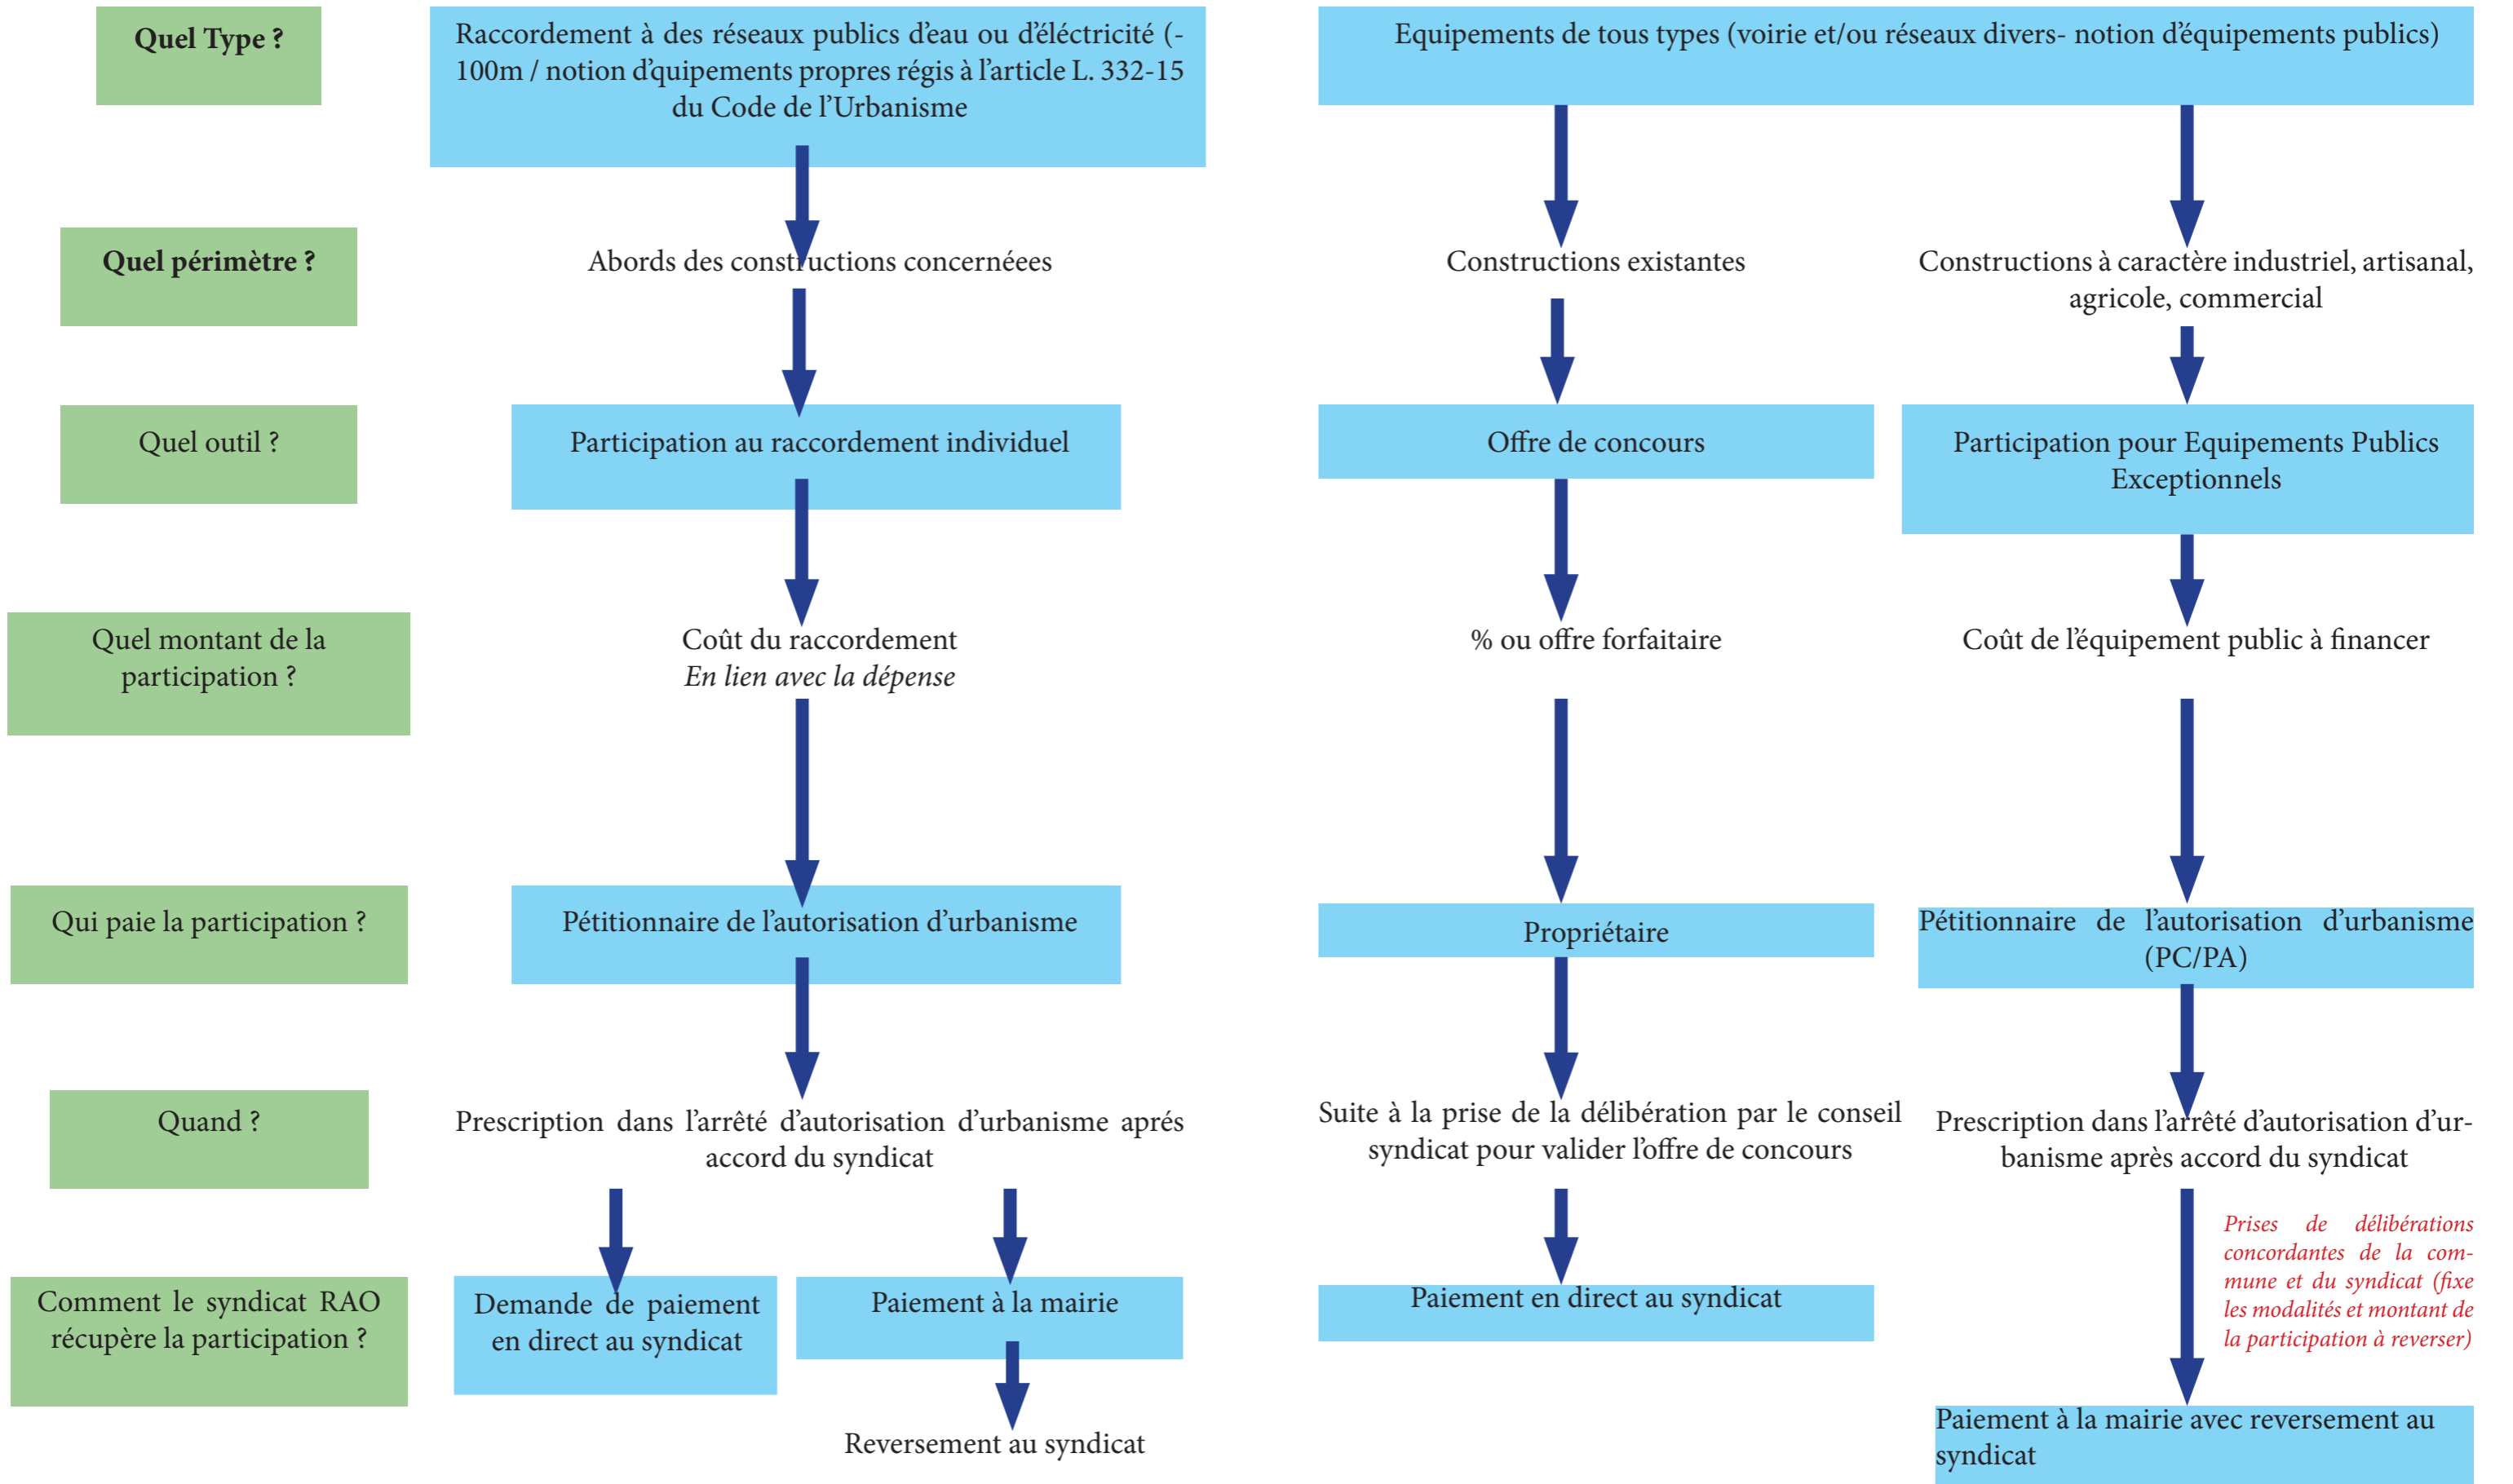 Quel Type ?
Raccordement à des réseaux publics d'eau ou d'éléctricité (-
100m / notion d'quipements propres régis à l'article L. 332-15
du Code de l'Urbanisme
Equipements de tous types (voirie et/ou réseaux divers- notion d'équipements publics)
Quel périmètre ?
Abords des constructions concernéees
Constructions existantes
Constructions à caractère industriel, artisanal,
agricole, commercial
Quel outil ?
Participation au raccordement individuel
Offre de concours
Participation pour Equipements Publics
Exceptionnels
Quel montant de la
participation ?
Coût du raccordement
En lien avec la dépense
% ou offre forfaitaire
Coût de l'équipement public à financer
Qui paie la participation ?
Pétitionnaire de l'autorisation d'urbanisme
Propriétaire
Pétitionnaire de l'autorisation d'urbanisme
(PC/PA)
Quand ?
Prescription dans l'arrêté d'autorisation d'urbanisme aprés
accord du syndicat
Suite à la prise de la délibération par le conseil
syndicat pour valider l'offre de concours
Prescription dans l'arrêté d'autorisation d'ur-
banisme après accord du syndicat
Prises de délibérations
concordantes de la com-
mune et du syndicat (fixe
les modalités et montant de
la participation à reverser)
Comment le syndicat RAO
récupère la participation ?
Demande de paiement
en direct au syndicat
Paiement à la mairie
Reversement au syndicat
Paiement en direct au syndicat
Paiement à la mairie avec reversement au
syndicat